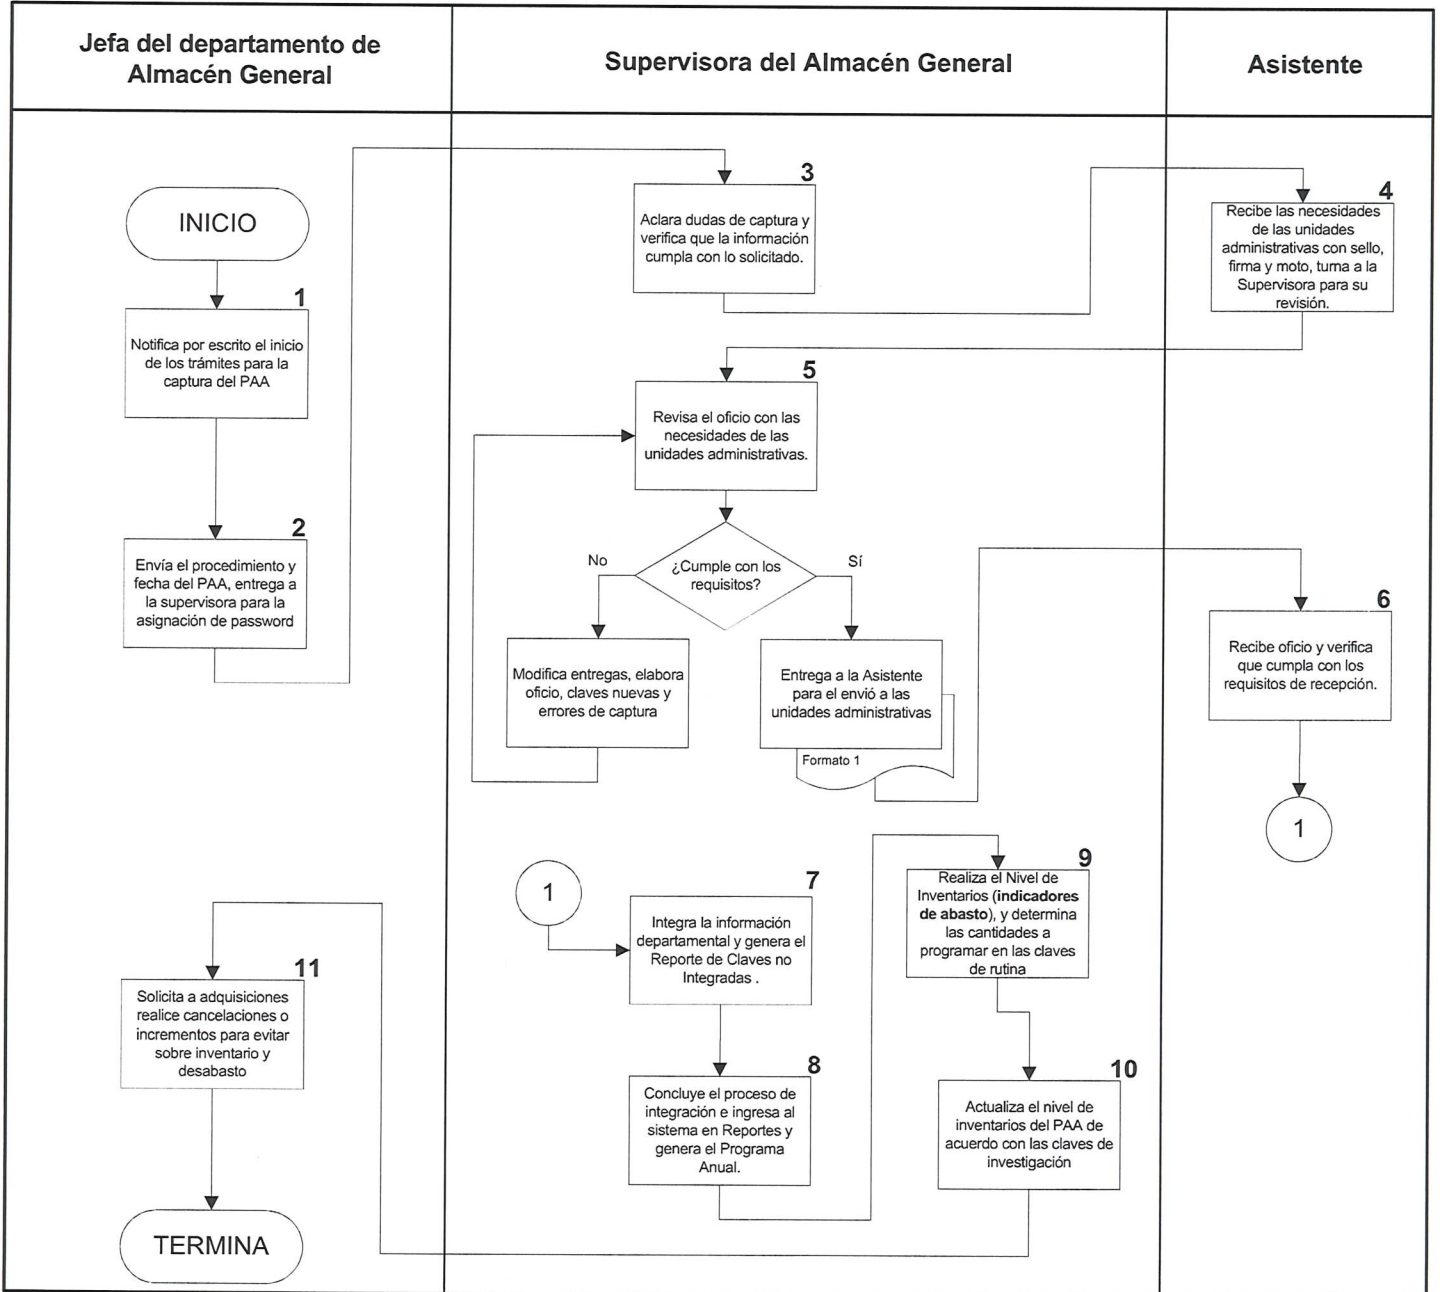 Jefa del departamento de
Almacén General
Supervisora del Almacén General
Asistente
INICIO
1
Notifica por escrito el inicio
de los trámites para la
captura del PAA
2
Envía el procedimiento y
fecha del PAA, entrega a
la supervisora para la
asignación de password
3
Aclara dudas de captura y
verifica que la información
cumpla con lo solicitado.
4
Recibe las necesidades
de las unidades
administrativas con sello,
firma y moto, turna a la
Supervisora para su
revisión.
5
Revisa el oficio con las
necesidades de las
unidades administrativas.
¿Cumple con los
requisitos?
No
Sí
Modifica entregas, elabora
oficio, claves nuevas y
errores de captura
Entrega a la Asistente
para el envió a las
unidades administrativas
Formato 1
6
Recibe oficio y verifica
que cumpla con los
requisitos de recepción.
1
1
7
Integra la información
departamental y genera el
Reporte de Claves no
Integradas .
8
Concluye el proceso de
integración e ingresa al
sistema en Reportes y
genera el Programa
Anual.
9
Realiza el Nivel de
Inventarios (indicadores
de abasto), y determina
las cantidades a
programar en las claves
de rutina
10
Actualiza el nivel de
inventarios del PAA de
acuerdo con las claves de
investigación
11
Solicita a adquisiciones
realice cancelaciones o
incrementos para evitar
sobre inventario y
desabasto
TERMINA